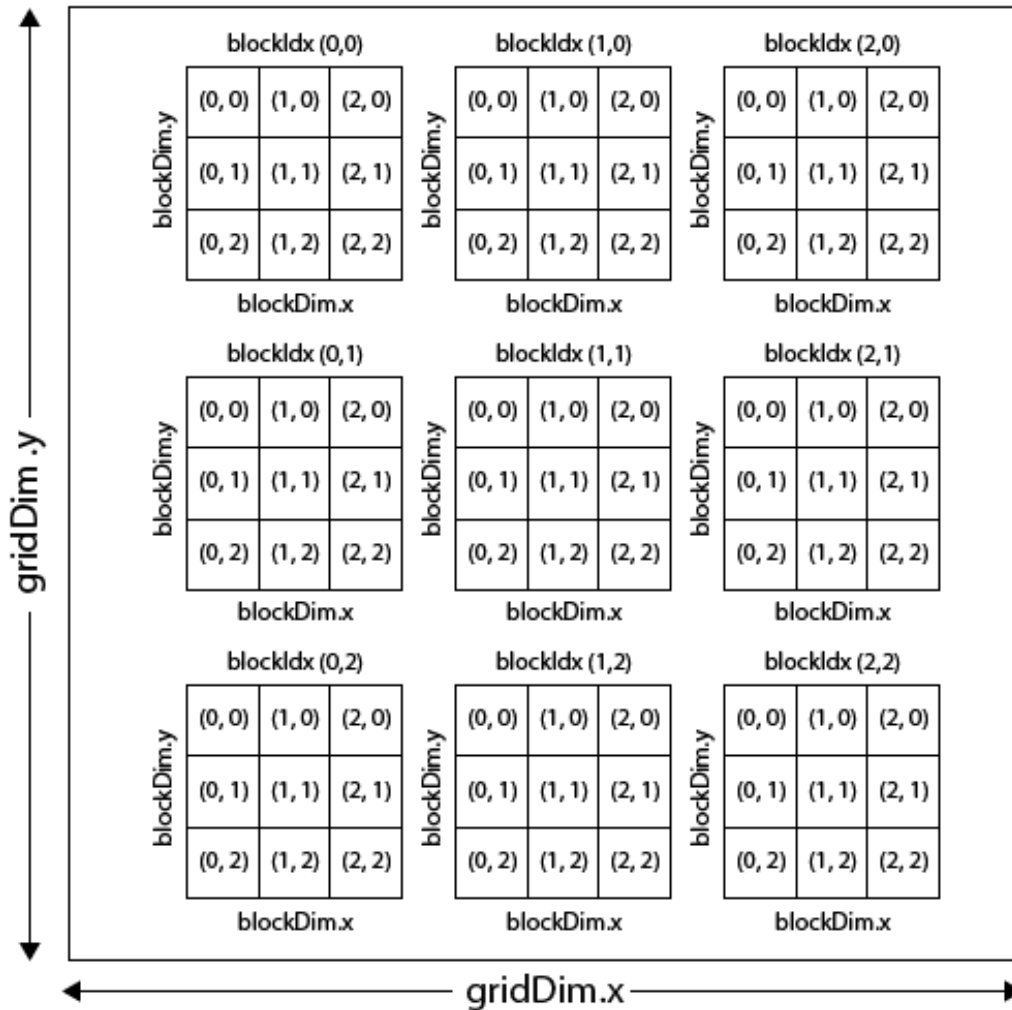 blockIdx (0,0) blockIdx (1,0) blockIdx (2,0)
(0, 0) (1, 0) (2, 0) (0, 0) (1, 0) (2, 0) (0, 0) (1, 0) (2, 0)
blockDim.y blockDim.y blockDim.y
(0, 1) (1, 1) (2, 1) (0, 1) (1, 1) (2, 1) (0, 1) (1, 1) (2, 1)
(0, 2) (1, 2) (2, 2) (0, 2) (1, 2) (2, 2) (0, 2) (1, 2) (2, 2)
blockDim.x blockDim.x blockDim.x
blockIdx (0,1) blockIdx (1,1) blockIdx (2,1)
(0, 0) (1, 0) (2, 0) (0, 0) (1, 0) (2, 0) (0, 0) (1, 0) (2, 0)
gridDim .y
blockDim.y blockDim.y blockDim.y
(0, 1) (1, 1) (2, 1) (0, 1) (1, 1) (2, 1) (0, 1) (1, 1) (2, 1)
(0, 2) (1, 2) (2, 2) (0, 2) (1, 2) (2, 2) (0, 2) (1, 2) (2, 2)
blockDim.x blockDim.x blockDim.x
blockIdx (0,2) blockIdx (1,2) blockIdx (2,2)
(0, 0) (1, 0) (2, 0) (0, 0) (1, 0) (2, 0) (0, 0) (1, 0) (2, 0)
blockDim.y blockDim.y blockDim.y
(0, 1) (1, 1) (2, 1) (0, 1) (1, 1) (2, 1) (0, 1) (1, 1) (2, 1)
(0, 2) (1, 2) (2, 2) (0, 2) (1, 2) (2, 2) (0, 2) (1, 2) (2, 2)
blockDim.x blockDim.x blockDim.x
gridDim.x